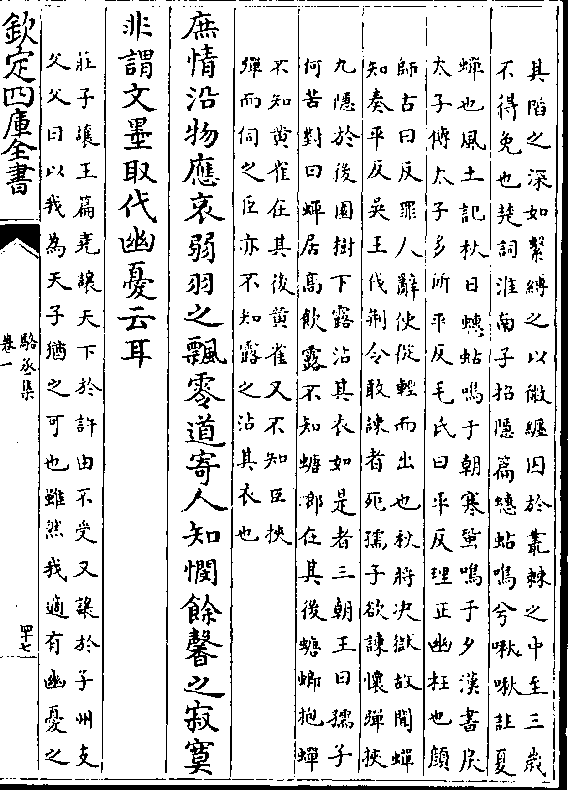 其陷之深如繫縛之以徽纆囚於叢棘之中至三歲
不得免也楚詞淮南子招隱篇蟪蛄鳴兮啾啾註夏
蟬也風土記秋日蟪蛄鳴于朝寒螿鳴于夕漢書戾
太子傅太子多所平反毛氏曰平反理正幽枉也顔
師古曰反罪人辭使從輕而出也秋將决獄故聞蟬
知奏平反吳王伐荆令敢諫者死孺子欲諫懷彈挾
九隱於後園樹下露沾其衣如是者三朝王曰孺子
何苦對曰蟬居高飲露不知螗螂在其後螗螂抱蟬
不知黄雀在其後黄雀又不知臣挾
彈而伺之臣亦不知露之沾其衣也
庶情沿物應哀弱羽之飄零道寄人知憫餘馨之寂寞
非謂文墨取代幽憂云耳
莊子讓王篇堯讓天下於許由不受又讓於子州支
父父曰以我為天子猶之可也雖然我適有幽憂之
欽定四庫全書
駱丞集
卷一
四十七